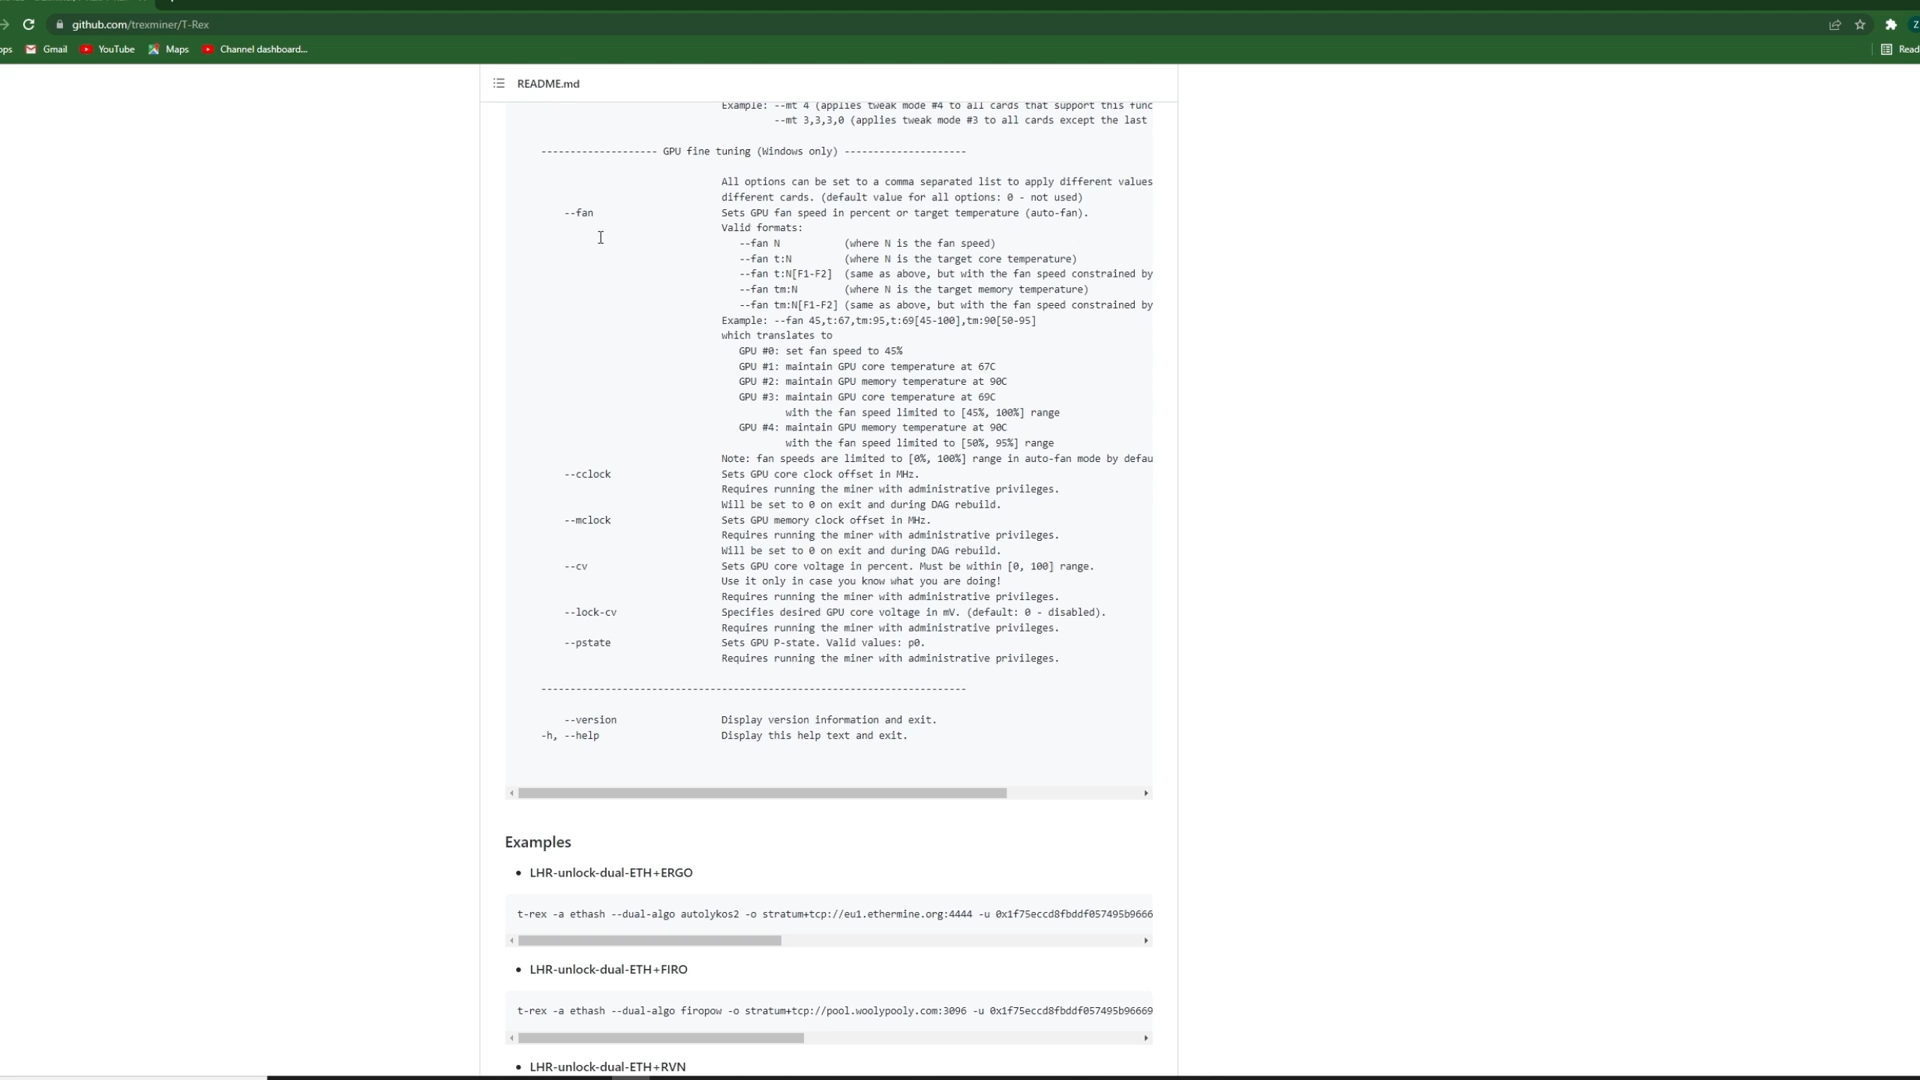 github.com/trexminer/T-Rex
Gmail YouTube Maps Channel dashboard...
README.md
Example: --mt 4 (applies tweak mode #4 to all cards that support this func
--mt 3,3,3,0 (applies tweak mode #3 to all cards except the last
------------------- GPU fine tuning (Windows only) --------------------
All options can be set to a comma separated list to apply different values
different cards. (default value for all options: 0 - not used)
--fan Sets GPU fan speed in percent or target temperature (auto-fan).
Valid formats:
--fan N (where N is the fan speed)
--fan t:N (where N is the target core temperature)
--fan t:N[F1-F2] (same as above, but with the fan speed constrained by
--fan tm:N (where N is the target memory temperature)
--fan tm:N[F1-F2] (same as above, but with the fan speed constrained by
Example: --fan 45,t:67,tm:95,t:69[45-100],tm:90[50-95]
which translates to
GPU #0: set fan speed to 45%
GPU #1: maintain GPU core temperature at 67C
GPU #2: maintain GPU memory temperature at 90C
GPU #3: maintain GPU core temperature at 69C
with the fan speed limited to [45%, 100%] range
GPU #4: maintain GPU memory temperature at 90C
with the fan speed limited to [50%, 95%] range
Note: fan speeds are limited to [0%, 100%] range in auto-fan mode by defau
--cclock Sets GPU core clock offset in MHz.
Requires running the miner with administrative privileges.
Will be set to 0 on exit and during DAG rebuild.
--mclock Sets GPU memory clock offset in MHz.
Requires running the miner with administrative privileges.
Will be set to 0 on exit and during DAG rebuild.
--cv Sets GPU core voltage in percent. Must be within [0, 100] range.
Use it only in case you know what you are doing!
Requires running the miner with administrative privileges.
--lock-cv Specifies desired GPU core voltage in mV. (default: 0 - disabled).
Requires running the miner with administrative privileges.
--pstate Sets GPU P-state. Valid values: p0.
Requires running the miner with administrative privileges.
-------------------------------------------------------------------------
--version Display version information and exit.
-h, --help Display this help text and exit.
Examples
• LHR-unlock-dual-ETH+ERGO
t-rex -a ethash --dual-algo autolykos2 -o stratum+tcp://eu1.ethermine.org:4444 -u 0x1f75eccd8fbddf057495b9666
• LHR-unlock-dual-ETH+FIRO
t-rex -a ethash --dual-algo firopow -o stratum+tcp://pool.woolypooly.com:3096 -u 0x1f75eccd8fbddf057495b96669
• LHR-unlock-dual-ETH+RVN